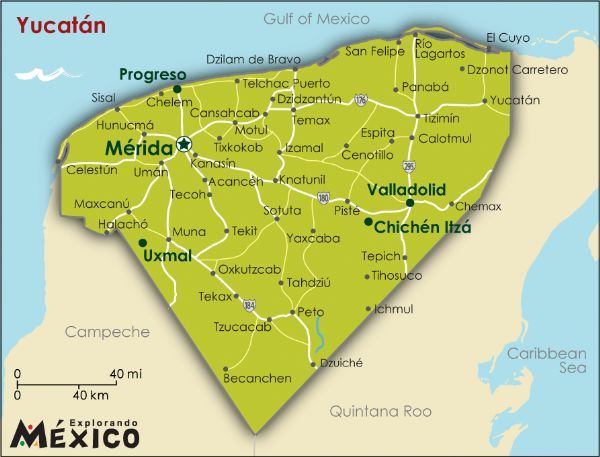 Yucatán
Gulf of Mexico
El Cuyo
Río
Lagartos
San Felipe
Dzilam de Bravo
Dzonot Carretero
Progreso
Telchac Puerto
Panabá
Sisal
Chelem
Dzidzantún
176
Yucatán
Cansahcab
Temax
Tizimín
Hunucmá
Motul
Espita
Calotmul
Mérida
Tixkokob
Izamal
Cenotillo
Kanasín
295
Celestún
Umán
Acancéh
Knatunil
Valladolid
Tecoh
180
Maxcanú
Sotuta
Pisté
Chemax
Halachó
Chichén Itzá
Muna
Tekit
Yaxcaba
Uxmal
Tepich
Oxkutzcab
Tihosuco
Tahdziú
Tekax
184
Peto
Ichmul
Campeche
Tzucacab
Caribbean
Sea
Dzuiché
Becanchen
0
40 mi
0
40 km
Quintana Roo
Explorando
MÉXICO